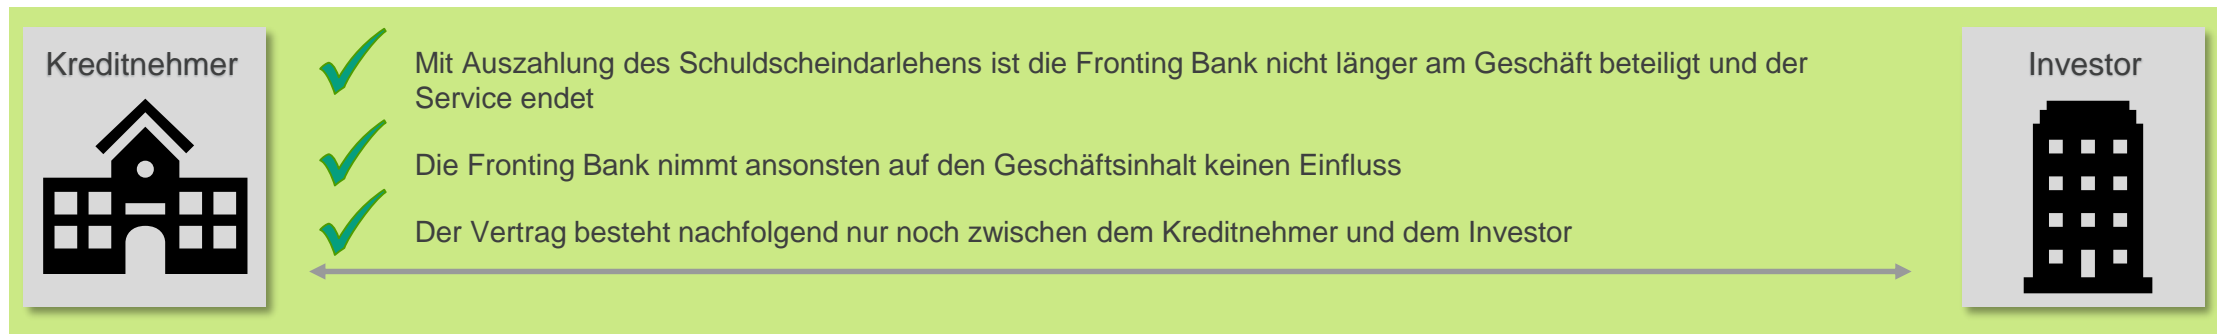 Kreditnehmer
Mit Auszahlung des Schuldscheindarlehens ist die Fronting Bank nicht länger am Geschäft beteiligt und der
Service endet
Die Fronting Bank nimmt ansonsten auf den Geschäftsinhalt keinen Einfluss
Der Vertrag besteht nachfolgend nur noch zwischen dem Kreditnehmer und dem Investor
Investor